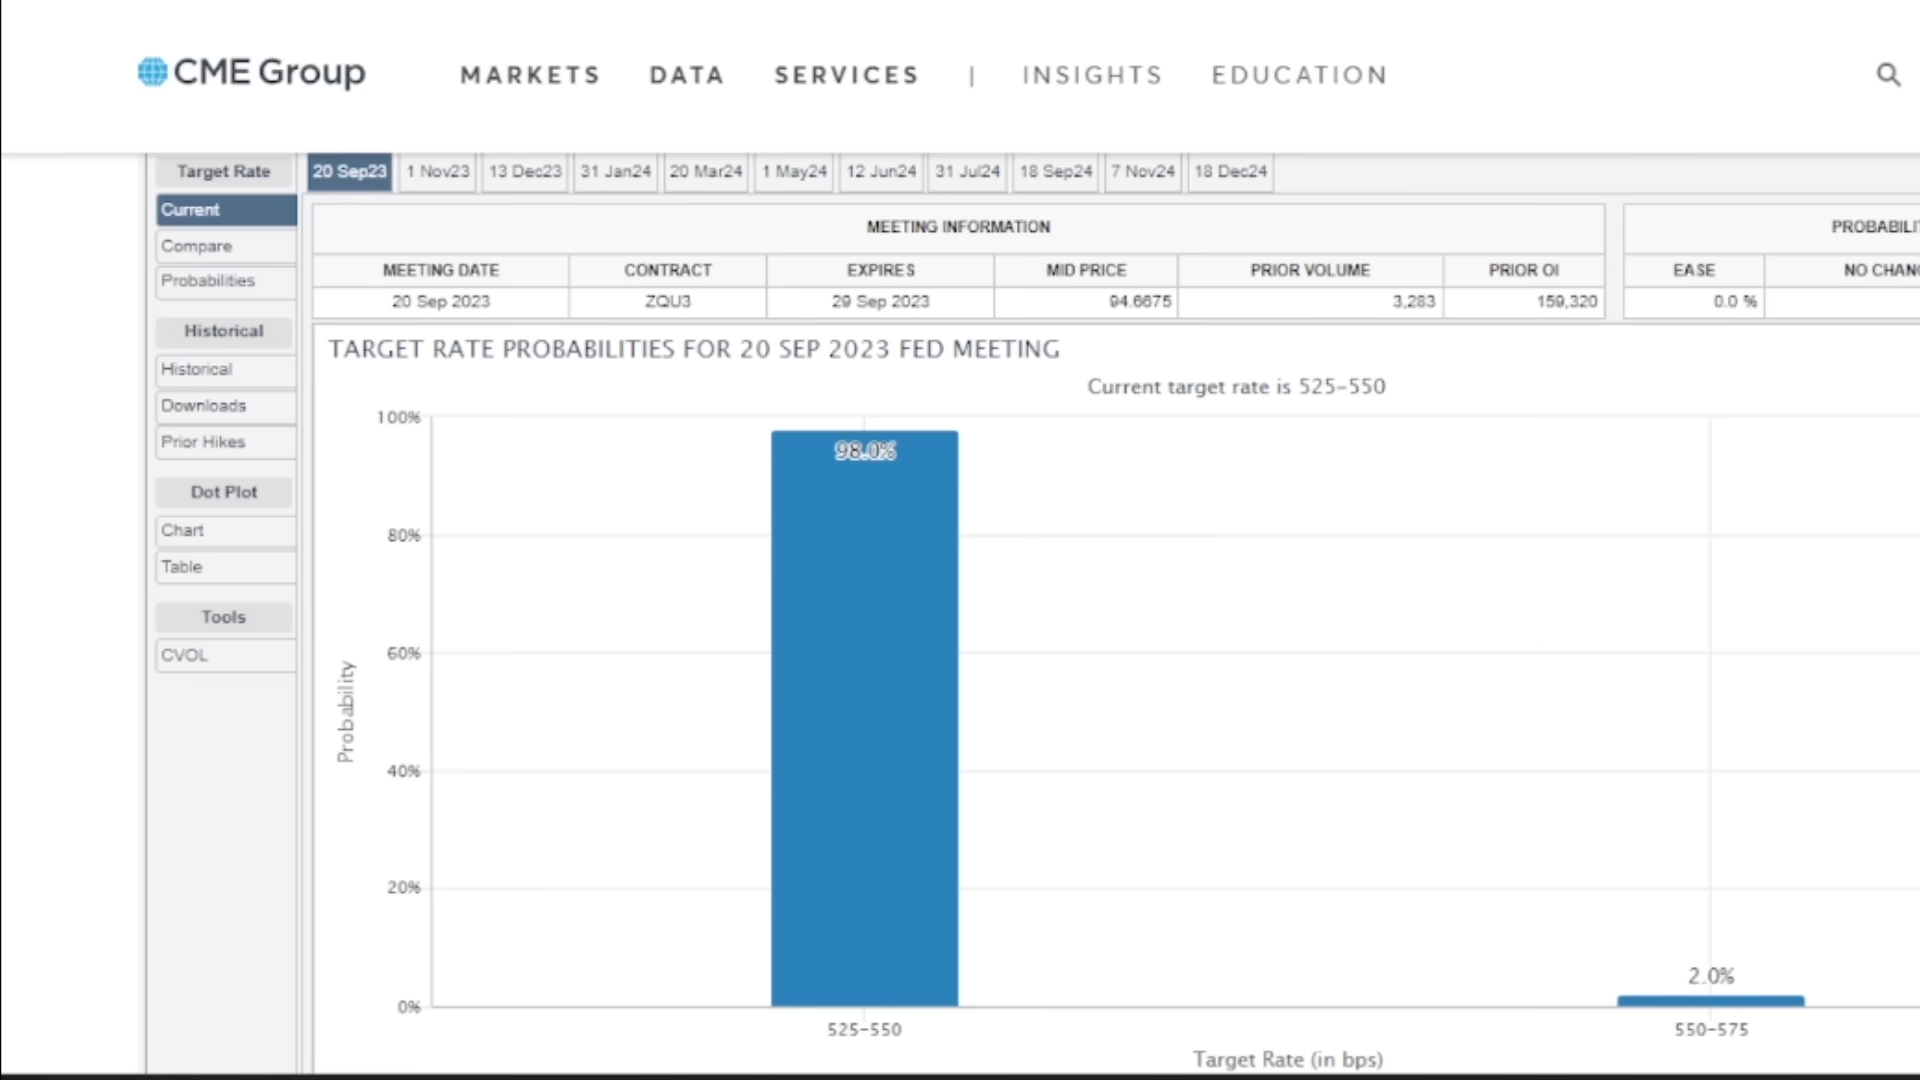 CME Group MARKETS DATA SERVICES | INSIGHTS EDUCATION
Target Rate 20 Sep23 1 Nov23 13 Dec23 31 Jan24 20 Mar24 1 May24 12 Jun24 31 Jul24 18 Sep24 7 Nov24 18 Dec24
Current
Compare
Probabilities
Historical
Historical
Downloads
Prior Hikes
Dot Plot
Chart
Table
Tools
CVOL
MEETING INFORMATION
MEETING DATE CONTRACT EXPIRES MID PRICE PRIOR VOLUME PRIOR OI
20 Sep 2023 ZQU3 29 Sep 2023 94.6675 3,283 159,320
PROBABILI
EASE NO CHAN
0.0 %
TARGET RATE PROBABILITIES FOR 20 SEP 2023 FED MEETING
Current target rate is 525-550
100%
98.0%
80%
60%
Probability
40%
20%
2.0%
0%
525-550 550-575
Target Rate (in bps)